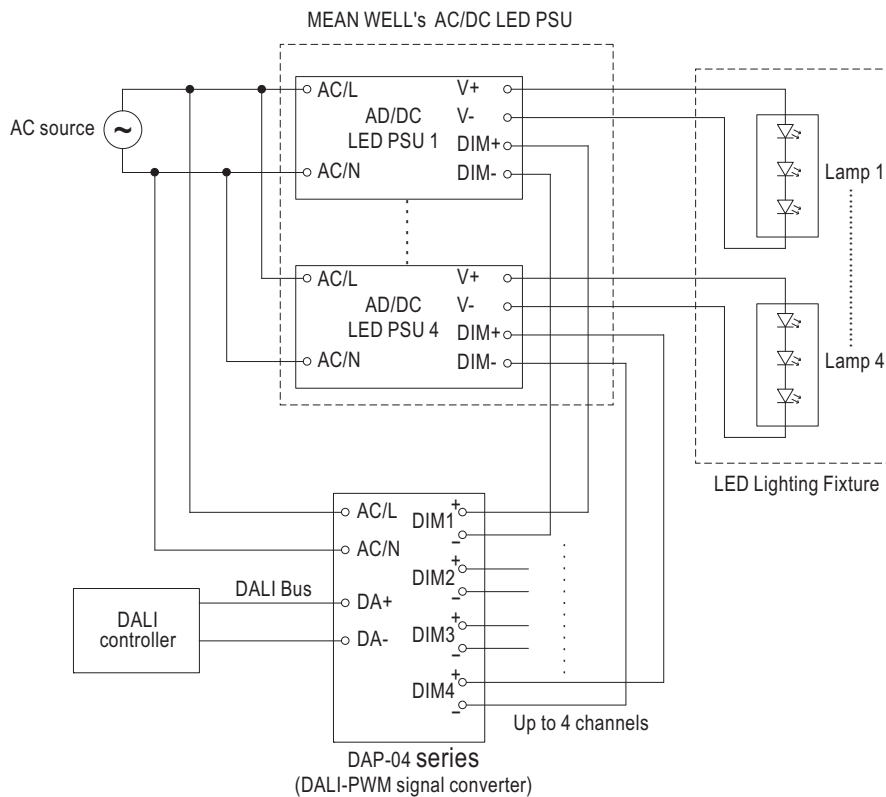 MEAN WELL's AC/DC LED PSU
AC source
~
AC/L
AD/DC
LED PSU 1
AC/N
V+
V-
DIM+
DIM-
AC/L
AD/DC
LED PSU 4
AC/N
V+
V-
DIM+
DIM-
Lamp 1
Lamp 4
LED Lighting Fixture
AC/L
AC/N
DA+
DA-
DIM1
+
−
DIM2
+
−
DIM3
+
−
DIM4
+
−
DALI Bus
DALI
controller
Up to 4 channels
DAP-04 series
(DALI-PWM signal converter)